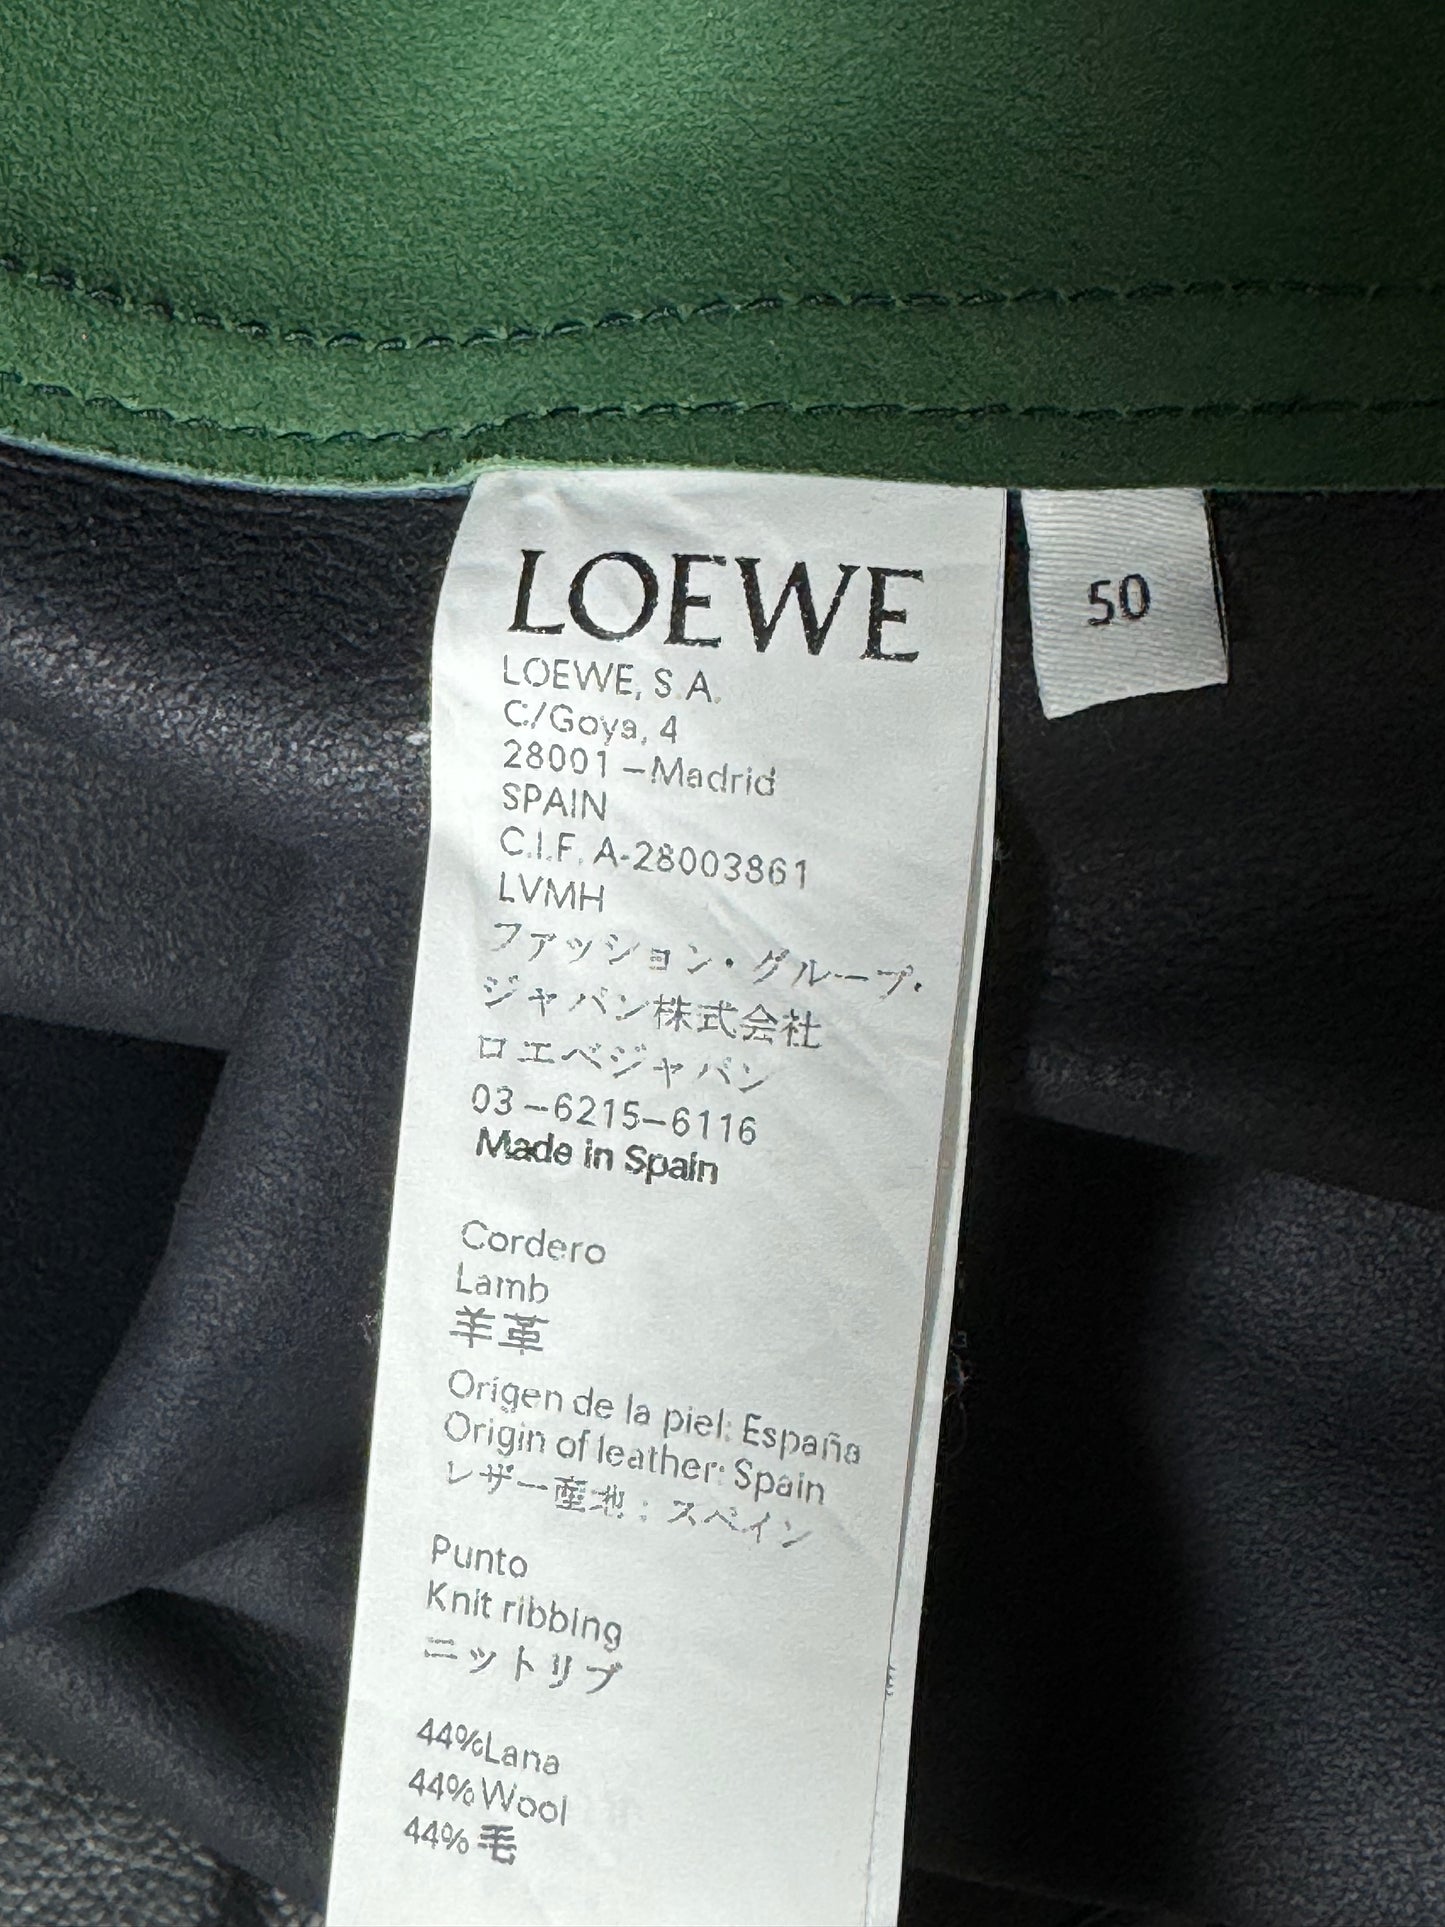 LOEWE
50
LOEWE, S.A.
C/Goya, 4
28001 –Madrid
SPAIN
C.I.F. A-28003861
LVMH
ファッション・グループ・
ジャパン株式会社
ロエベジャパン
03–6215–6116
Made in Spain
Cordero
Lamb
羊革
Origen de la piel: España
Origin of leather: Spain
レザー産地：スペイン
Punto
Knit ribbing
ニットリブ
44%Lana
44%Wool
44%毛